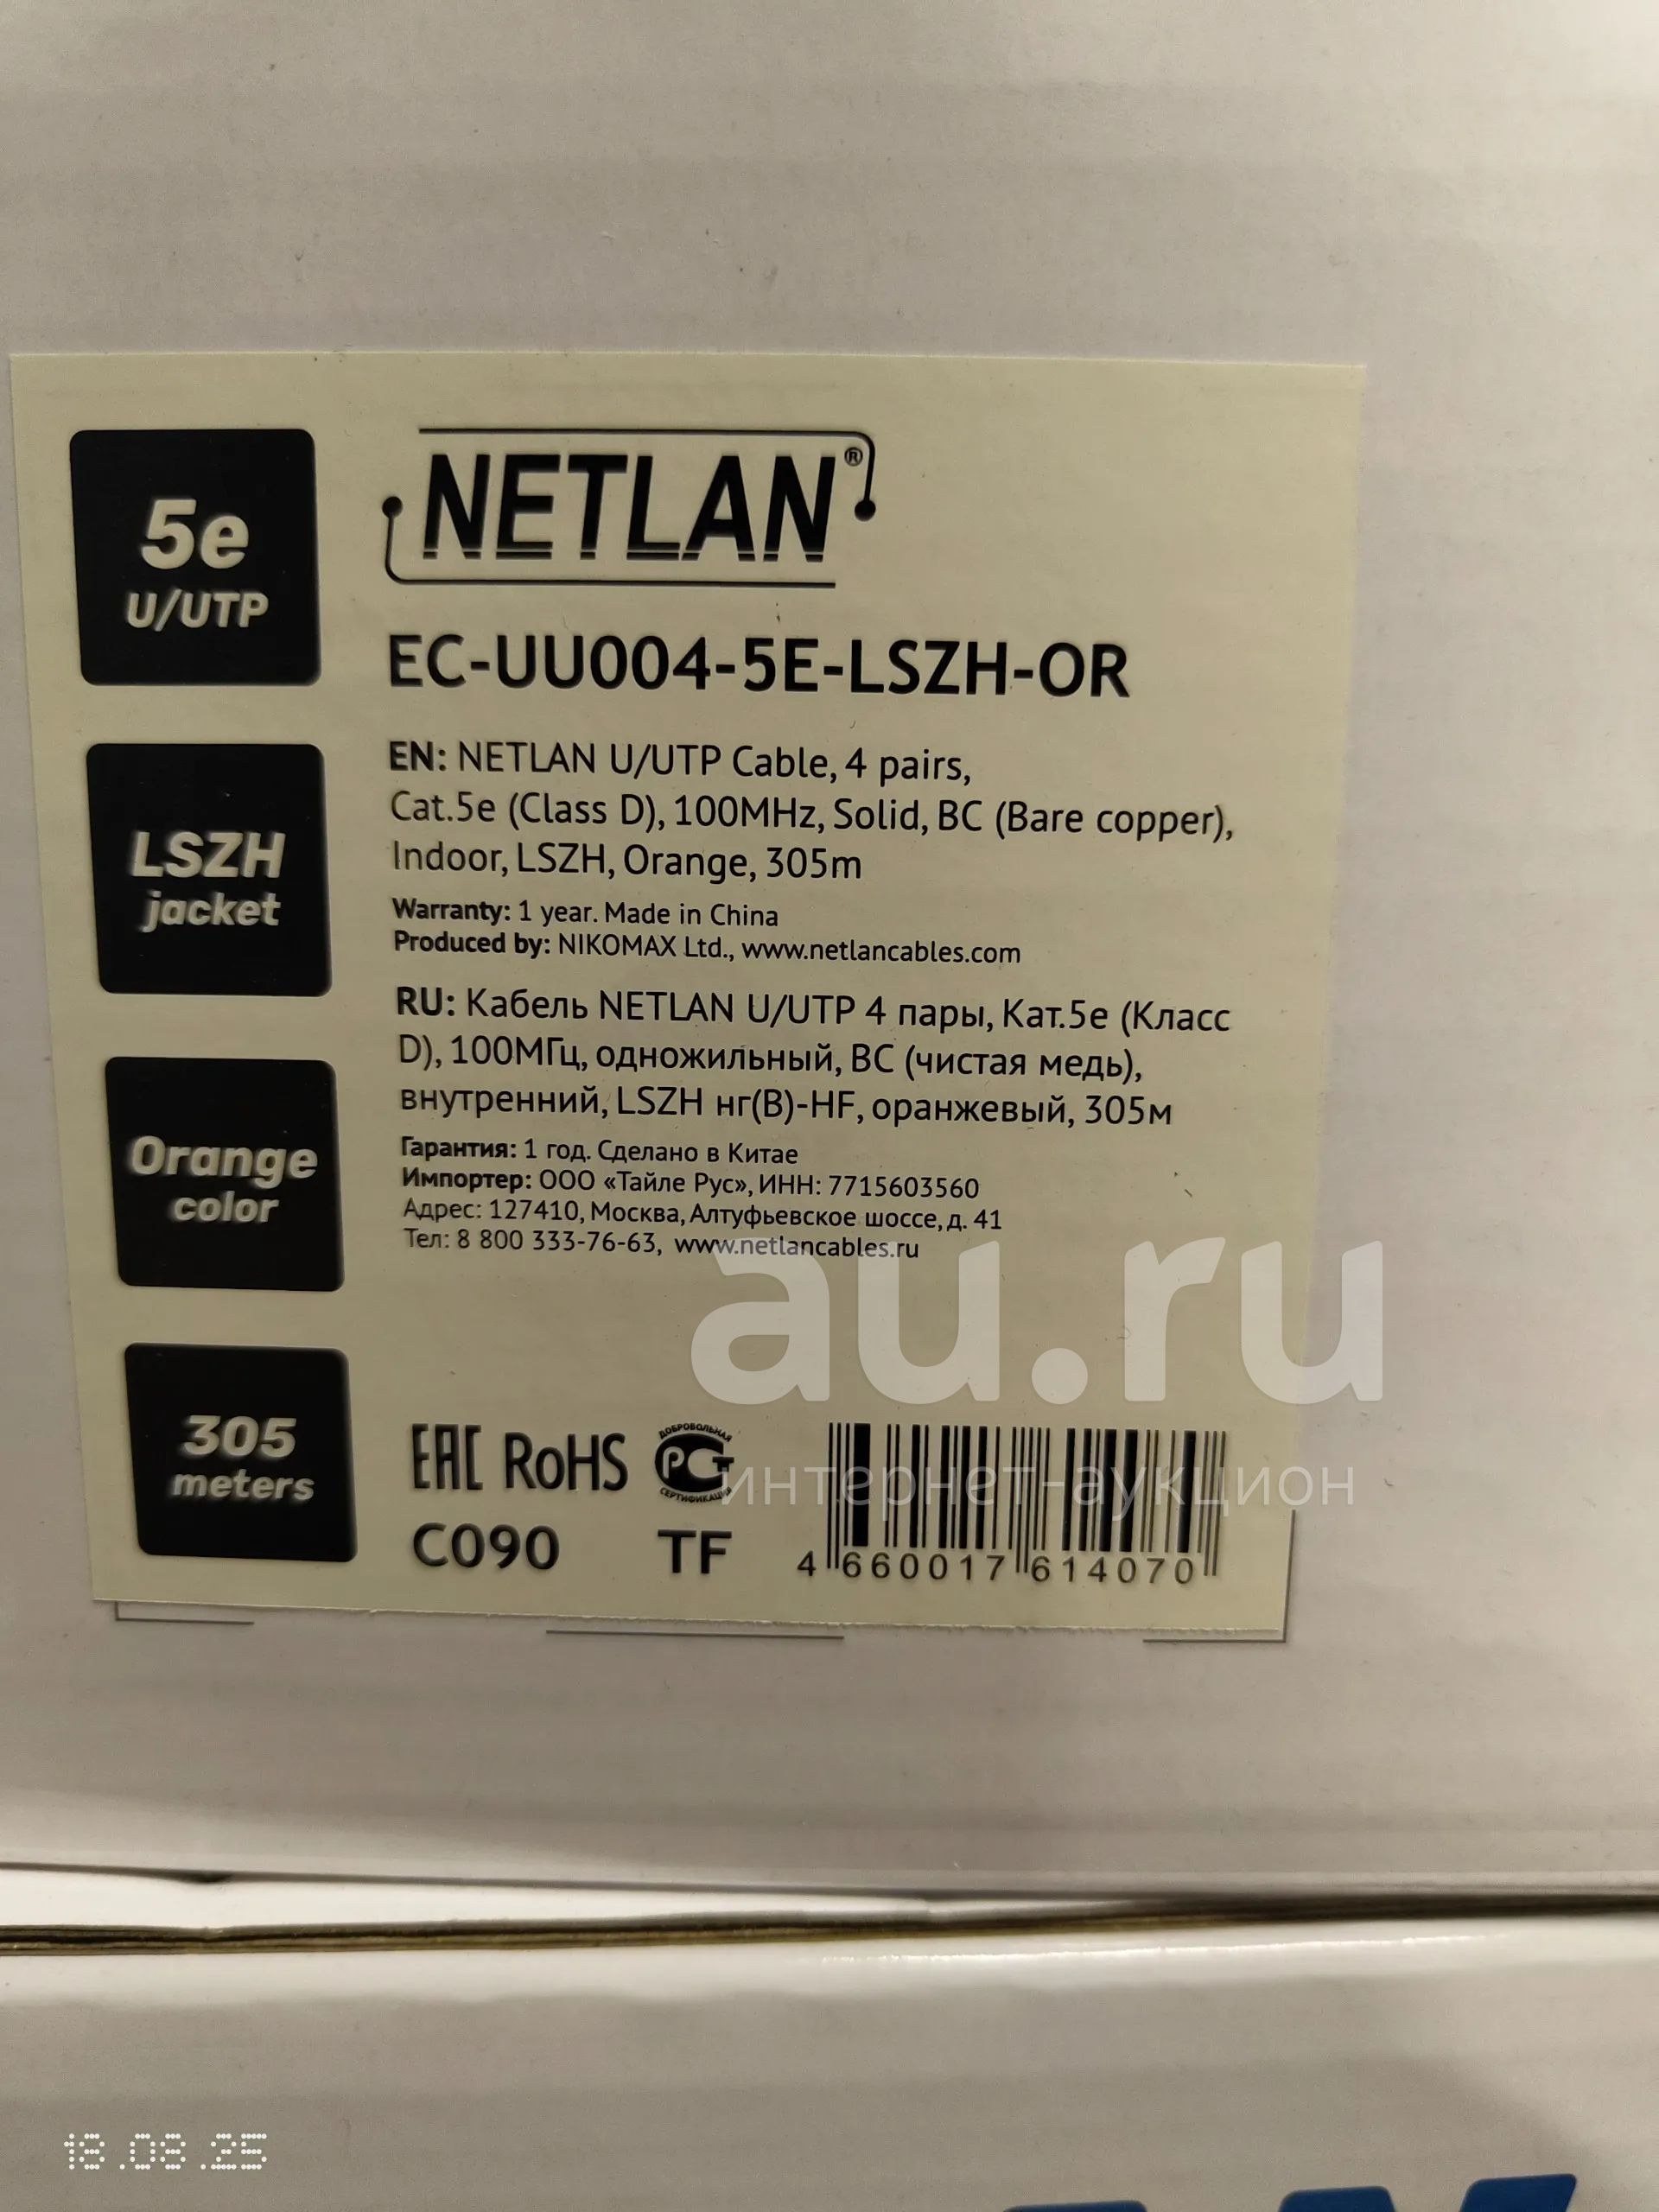 5e
U/UTP
LSZH
jacket
Orange
color
305
meters
NETLAN®
EC-UU004-5E-LSZH-OR
EN: NETLAN U/UTP Cable, 4 pairs,
Cat.5e (Class D), 100MHz, Solid, BC (Bare copper),
Indoor, LSZH, Orange, 305m
Warranty: 1 year. Made in China
Produced by: NIKOMAX Ltd., www.netlancables.com
RU: Кабель NETLAN U/UTP 4 пары, Кат.5е (Класс
D), 100МГц, одножильный, BC (чистая медь),
внутренний, LSZH нг(B)-HF, оранжевый, 305м
Гарантия: 1 год. Сделано в Китае
Импортер: ООО «Тайле Рус», ИНН: 7715603560
Адрес: 127410, Москва, Алтуфьевское шоссе, д. 41
Тел: 8 800 333-76-63, www.netlancables.ru
au.ru
интернет-аукцион
EAC RoHS
ДОБРОВОЛЬНАЯ
РСТ
СЕРТИФИКАЦИЯ
C090 TF
4 660017 614070
18.08.25